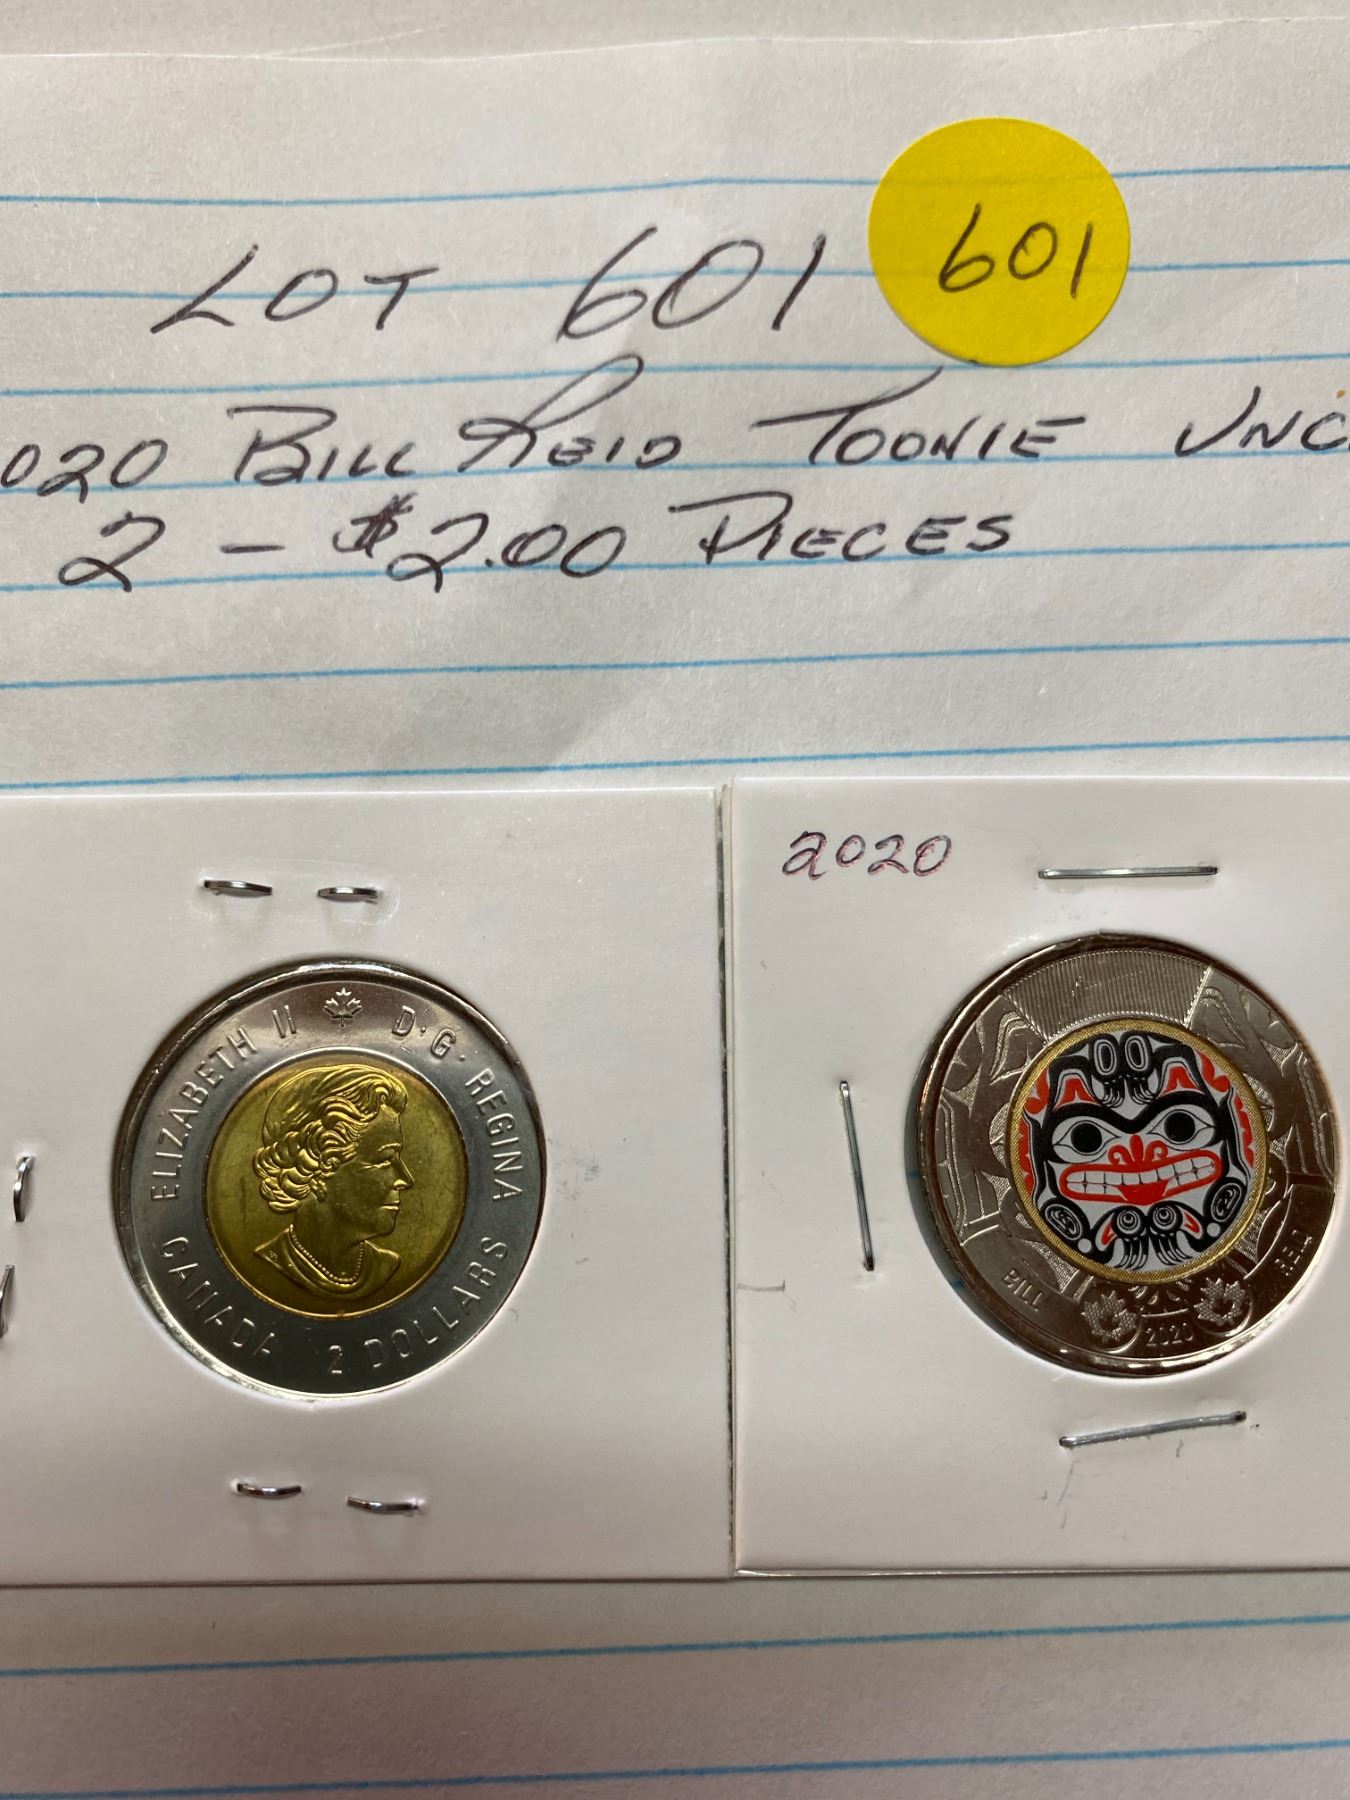 LOT 601
601
020 BILL REID TOONIE UNC.
2 - $2.00 PIECES
2020
ELIZABETH II D·G· REGINA
CANADA 2 DOLLARS
BILL REID
2020